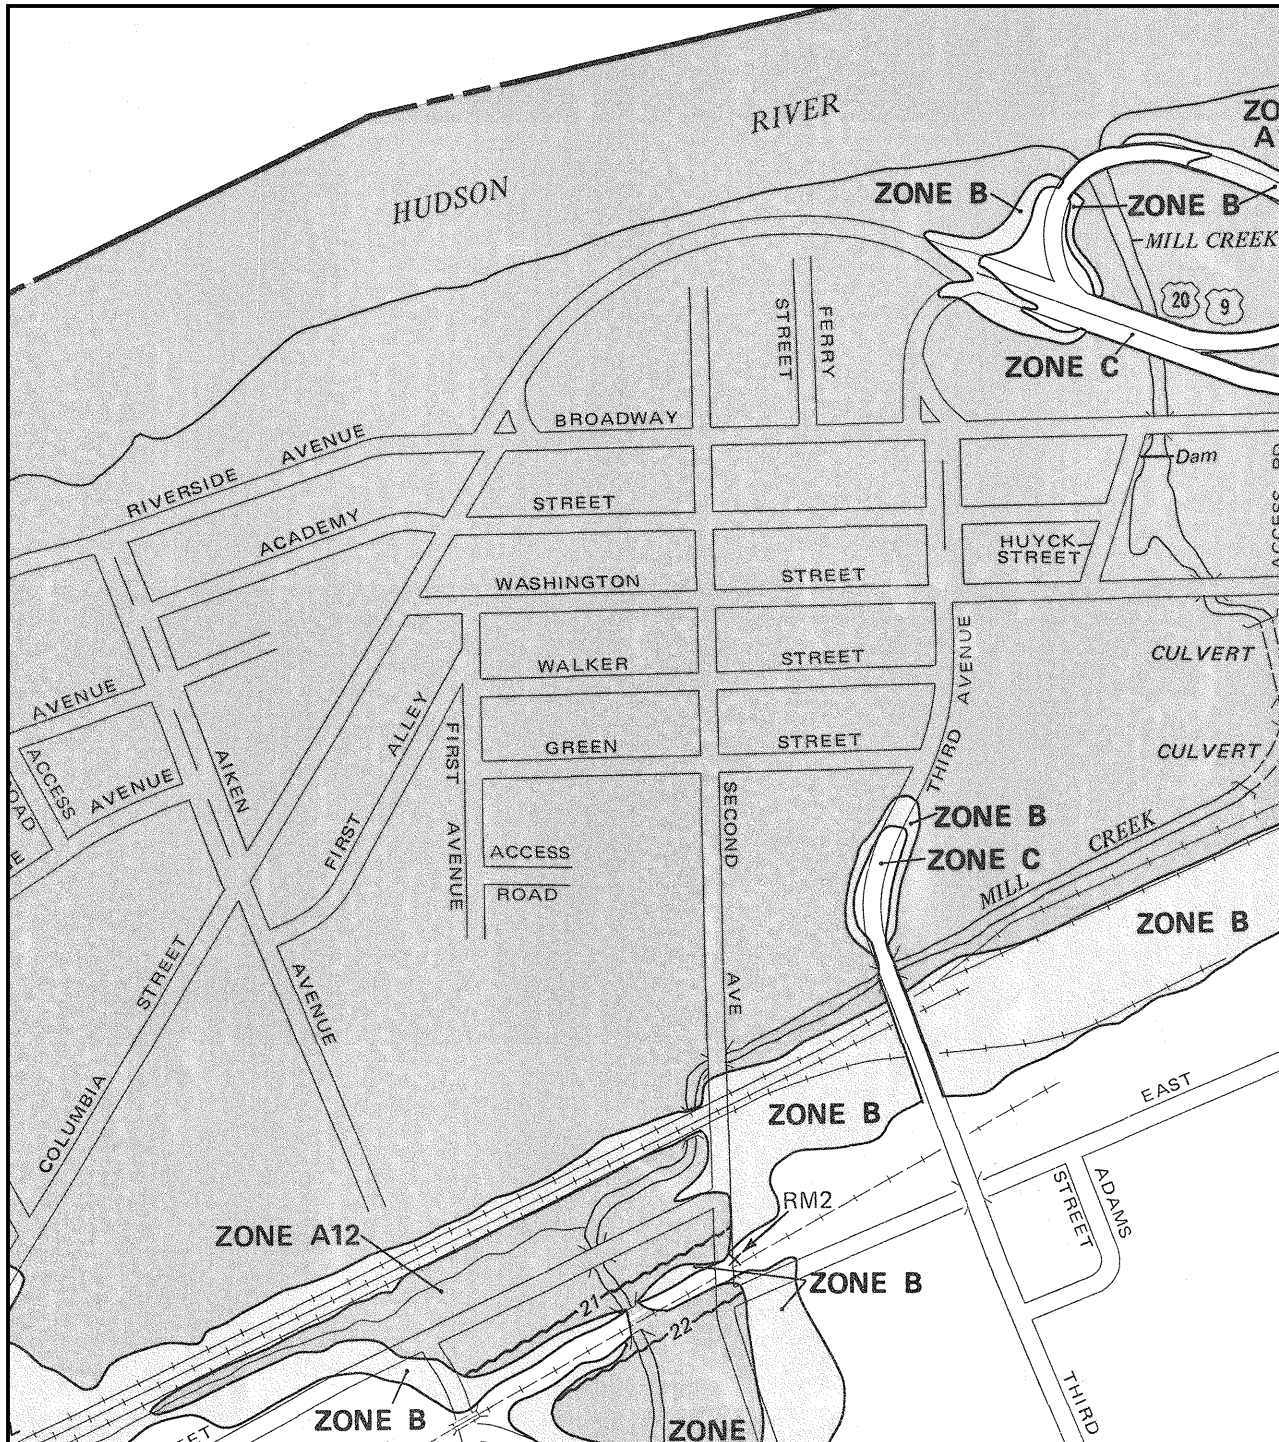 RIVER
HUDSON
ZONE B
ZONE B
MILL CREEK
20
9
ZONE C
STREET
FERRY
BROADWAY
RIVERSIDE AVENUE
Dam
ACADEMY
STREET
HUYCK
STREET
ACCESS
WASHINGTON STREET
WALKER STREET
GREEN STREET
CULVERT
CULVERT
THIRD AVENUE
AVENUE
ACCESS
AVENUE
AIKEN
AVENUE
FIRST ALLEY
FIRST AVENUE
ACCESS
ROAD
SECOND AVE
ZONE B
ZONE C
MILL CREEK
ZONE B
COLUMBIA STREET
ZONE B
EAST
ADAMS
STREET
RM2
ZONE A12
ZONE B
21
22
ZONE B
ZONE
THIRD